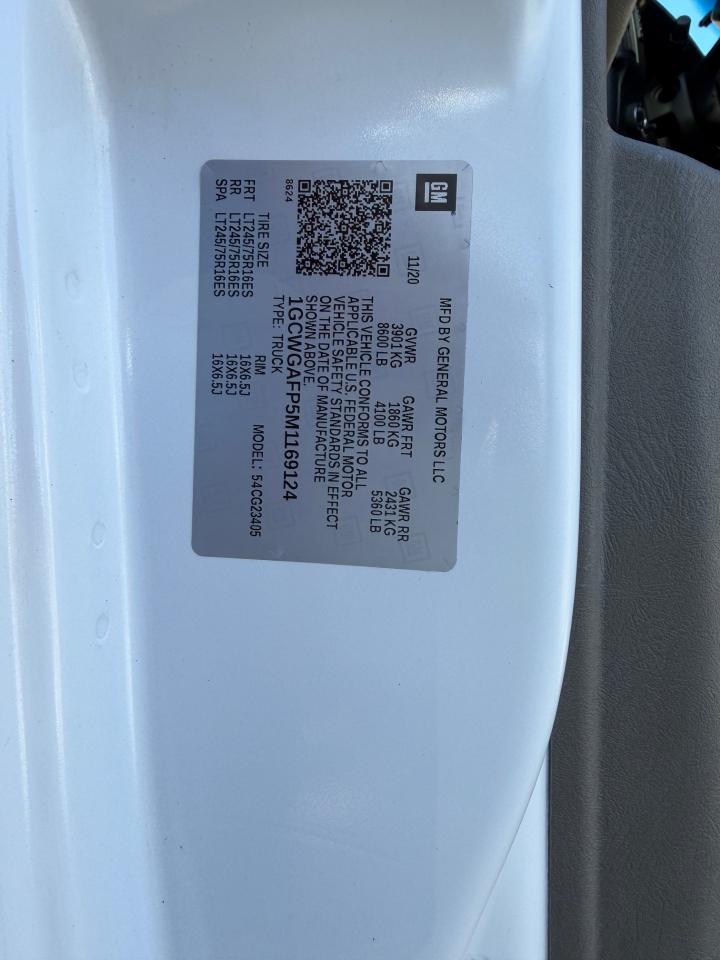 GM
MFD BY GENERAL MOTORS LLC
11/20
GVWR GAWR FRT GAWR RR
3901 KG 1860 KG 2431 KG
8600 LB 4100 LB 5360 LB
THIS VEHICLE CONFORMS TO ALL
APPLICABLE U.S. FEDERAL MOTOR
VEHICLE SAFETY STANDARDS IN EFFECT
ON THE DATE OF MANUFACTURE
SHOWN ABOVE.
1GCWGAFP5M1169124
8624
TYPE: TRUCK
MODEL: 54CG23405
TIRE SIZE RIM
FRT LT245/75R16ES 16X6.5J
RR LT245/75R16ES 16X6.5J
SPA LT245/75R16ES 16X6.5J